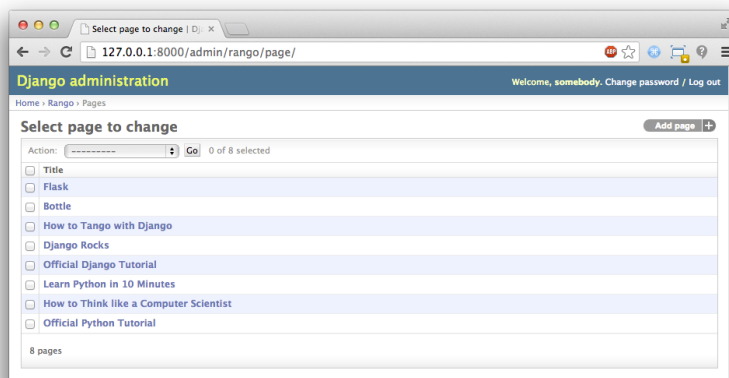 Select page to change | Dja
127.0.0.1:8000/admin/rango/page/
ABP
Django administration
Welcome, somebody. Change password / Log out
Home › Rango › Pages
Select page to change
Add page +
Action: --------- Go 0 of 8 selected
Title
Flask
Bottle
How to Tango with Django
Django Rocks
Official Django Tutorial
Learn Python in 10 Minutes
How to Think like a Computer Scientist
Official Python Tutorial
8 pages